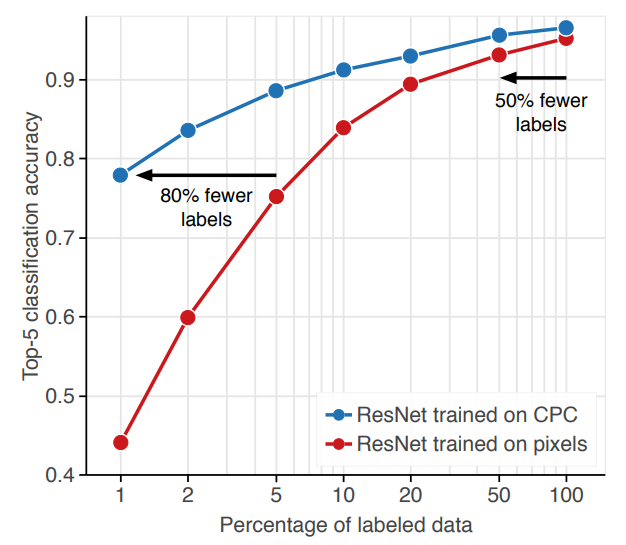 Top-5 classification accuracy
0.9
0.8
0.7
0.6
0.5
0.4
50% fewer
labels
80% fewer
labels
ResNet trained on CPC
ResNet trained on pixels
1 2 5 10 20 50 100
Percentage of labeled data